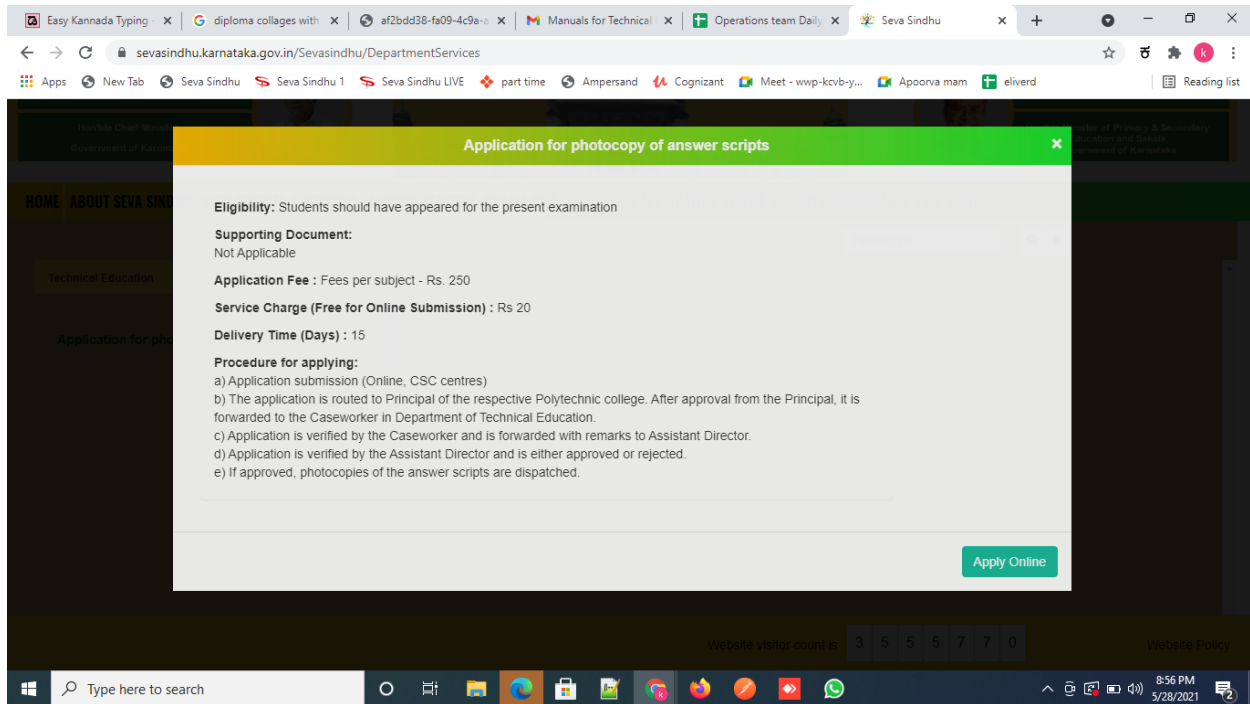 Easy Kannada Typing -
diploma collages with
af2bdd38-fa09-4c9a-a
Manuals for Technical
Operations team Daily
Seva Sindhu
sevasindhu.karnataka.gov.in/Sevasindhu/DepartmentServices
ಠ
k
Apps
New Tab
Seva Sindhu
Seva Sindhu 1
Seva Sindhu LIVE
part time
Ampersand
Cognizant
Meet - wwp-kcvb-y...
Apoorva mam
eliverd
Reading list
Application for photocopy of answer scripts
HOME ABOUT SEVA SIND
Eligibility: Students should have appeared for the present examination
Supporting Document:
Not Applicable
Technical Education
Application fo pho
Application Fee : Fees per subject - Rs. 250
Service Charge (Free for Online Submission) : Rs 20
Delivery Time (Days) : 15
Procedure for applying:
a) Application submission (Online, CSC centres)
b) The application is routed to Principal of the respective Polytechnic college. After approval from the Principal, it is
forwarded to the Caseworker in Department of Technical Education.
c) Application is verified by the Caseworker and is forwarded with remarks to Assistant Director.
d) Application is verified by the Assistant Director and is either approved or rejected.
e) If approved, photocopies of the answer scripts are dispatched.
Apply Online
Website visitor count is 3 5 5 5 7 7 0
Website Policy
Type here to search
8:56 PM
5/28/2021
2